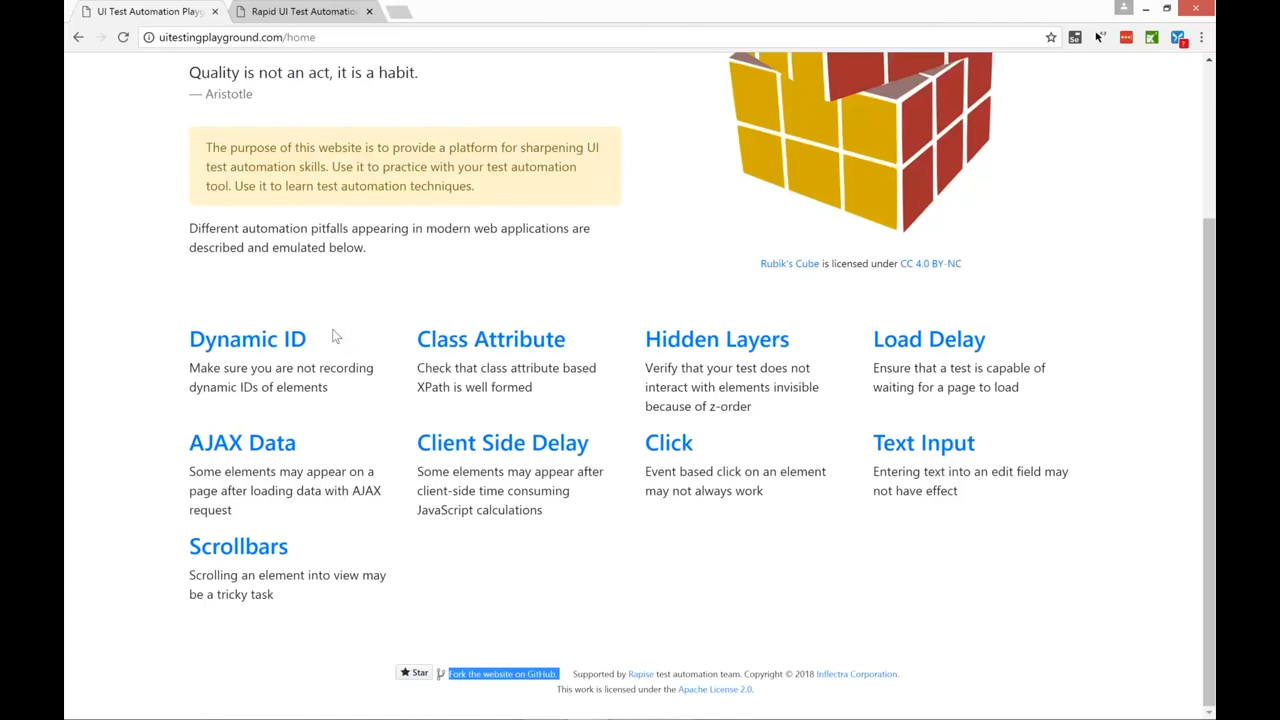 UI Test Automation Playg
Rapid UI Test Automatio
uitestingplayground.com/home
Quality is not an act, it is a habit.
— Aristotle
The purpose of this website is to provide a platform for sharpening UI
test automation skills. Use it to practice with your test automation
tool. Use it to learn test automation techniques.
Different automation pitfalls appearing in modern web applications are
described and emulated below.
Rubik's Cube is licensed under CC 4.0 BY-NC
Dynamic ID
Make sure you are not recording
dynamic IDs of elements
Class Attribute
Check that class attribute based
XPath is well formed
Hidden Layers
Verify that your test does not
interact with elements invisible
because of z-order
Load Delay
Ensure that a test is capable of
waiting for a page to load
AJAX Data
Some elements may appear on a
page after loading data with AJAX
request
Client Side Delay
Some elements may appear after
client-side time consuming
JavaScript calculations
Click
Event based click on an element
may not always work
Text Input
Entering text into an edit field may
not have effect
Scrollbars
Scrolling an element into view may
be a tricky task
Star Fork the website on GitHub. Supported by Rapise test automation team. Copyright © 2018 Inflectra Corporation.
This work is licensed under the Apache License 2.0.